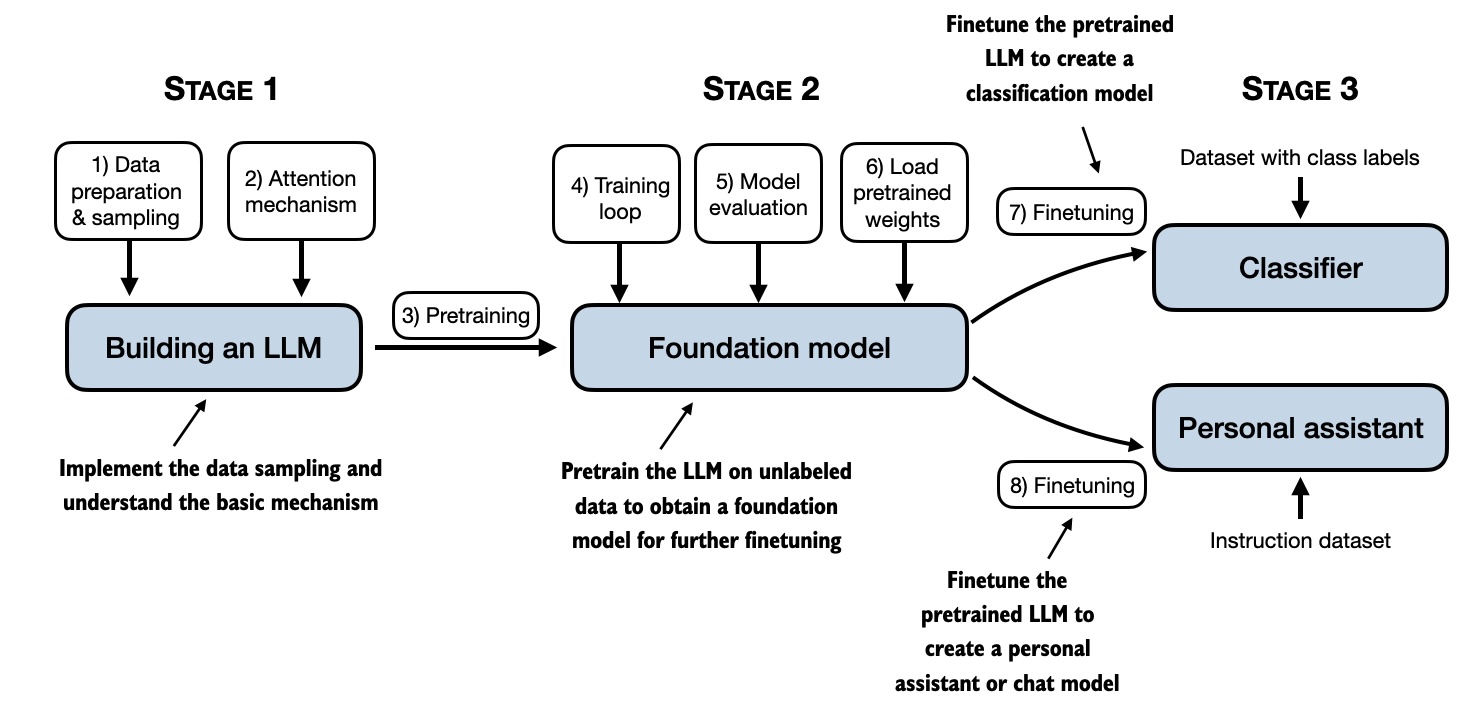 STAGE 1
1) Data
preparation
& sampling
2) Attention
mechanism
Building an LLM
Implement the data sampling and
understand the basic mechanism
3) Pretraining
STAGE 2
4) Training
loop
5) Model
evaluation
6) Load
pretrained
weights
Foundation model
Pretrain the LLM on unlabeled
data to obtain a foundation
model for further finetuning
Finetune the pretrained
LLM to create a
classification model
STAGE 3
7) Finetuning
Dataset with class labels
Classifier
Personal assistant
8) Finetuning
Instruction dataset
Finetune the
pretrained LLM to
create a personal
assistant or chat model